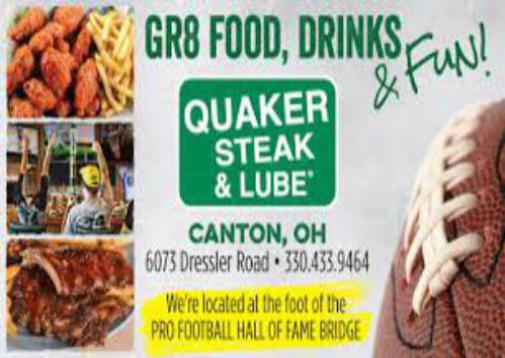 GR8 FOOD, DRINKS
& FUN!
QUAKER
STEAK
& LUBE®
CANTON, OH
6073 Dressler Road • 330.433.9464
We're located at the foot of the
PRO FOOTBALL HALL OF FAME BRIDGE